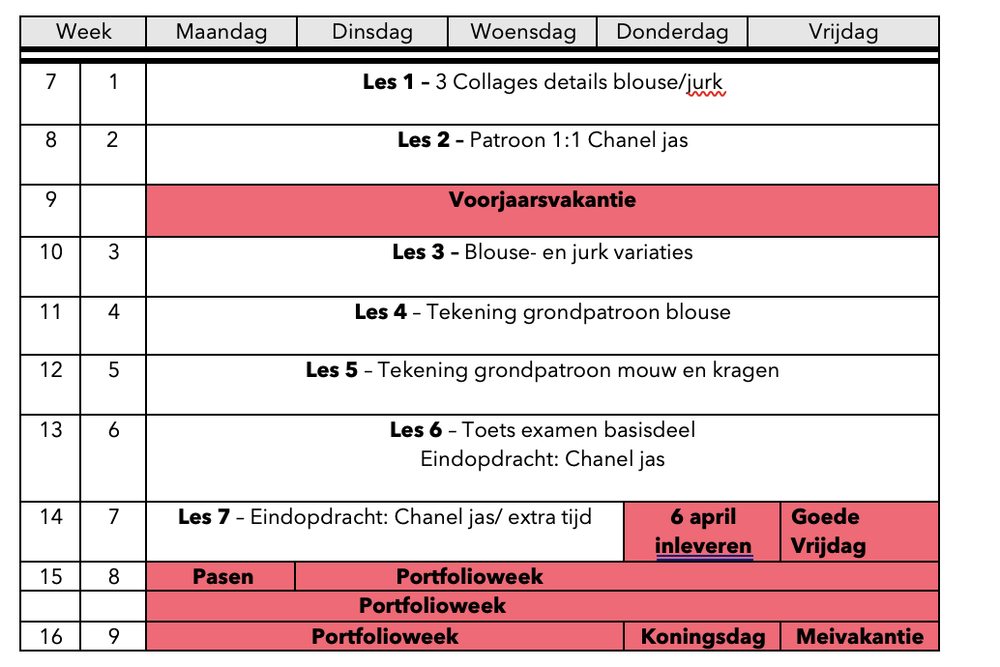 Week Maandag Dinsdag Woensdag Donderdag Vrijdag
7 1 Les 1 – 3 Collages details blouse/jurk
8 2 Les 2 – Patroon 1:1 Chanel jas
9 Voorjaarsvakantie
10 3 Les 3 – Blouse- en jurk variaties
11 4 Les 4 – Tekening grondpatroon blouse
12 5 Les 5 – Tekening grondpatroon mouw en kragen
13 6 Les 6 – Toets examen basisdeel
Eindopdracht: Chanel jas
14 7 Les 7 – Eindopdracht: Chanel jas/ extra tijd 6 april Goede
inleveren Vrijdag
15 8 Pasen Portfolioweek
Portfolioweek
16 9 Portfolioweek Koningsdag Meivakantie